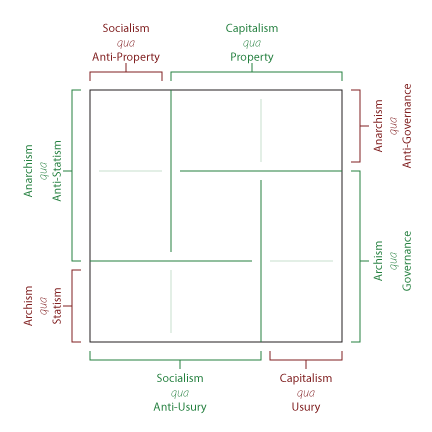 Socialism
qua
Anti-Property
Capitalism
qua
Property
Anarchism
qua
Anti-Statism
Archism
qua
Statism
Anarchism
qua
Anti-Governance
Archism
qua
Governance
Socialism
qua
Anti-Usury
Capitalism
qua
Usury